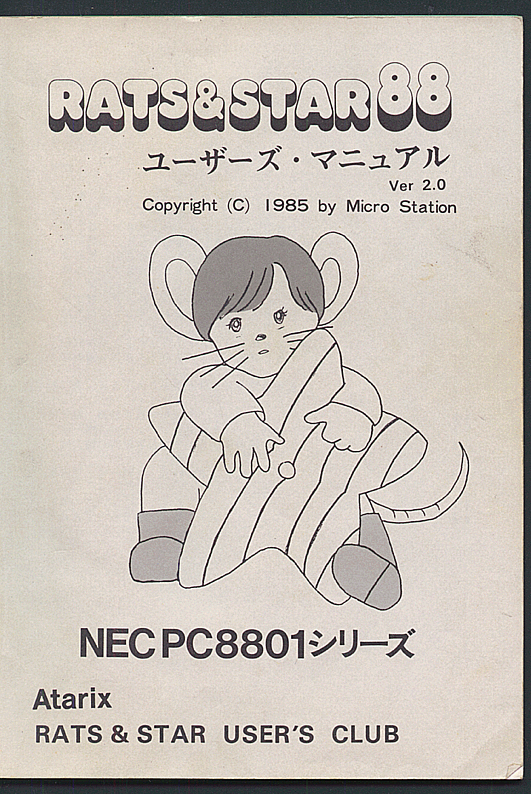 RATS&STAR88
ユーザーズ・マニュアル
Ver 2.0
Copyright (C) 1985 by Micro Station
NEC PC8801シリーズ
Atarix
RATS & STAR USER'S CLUB